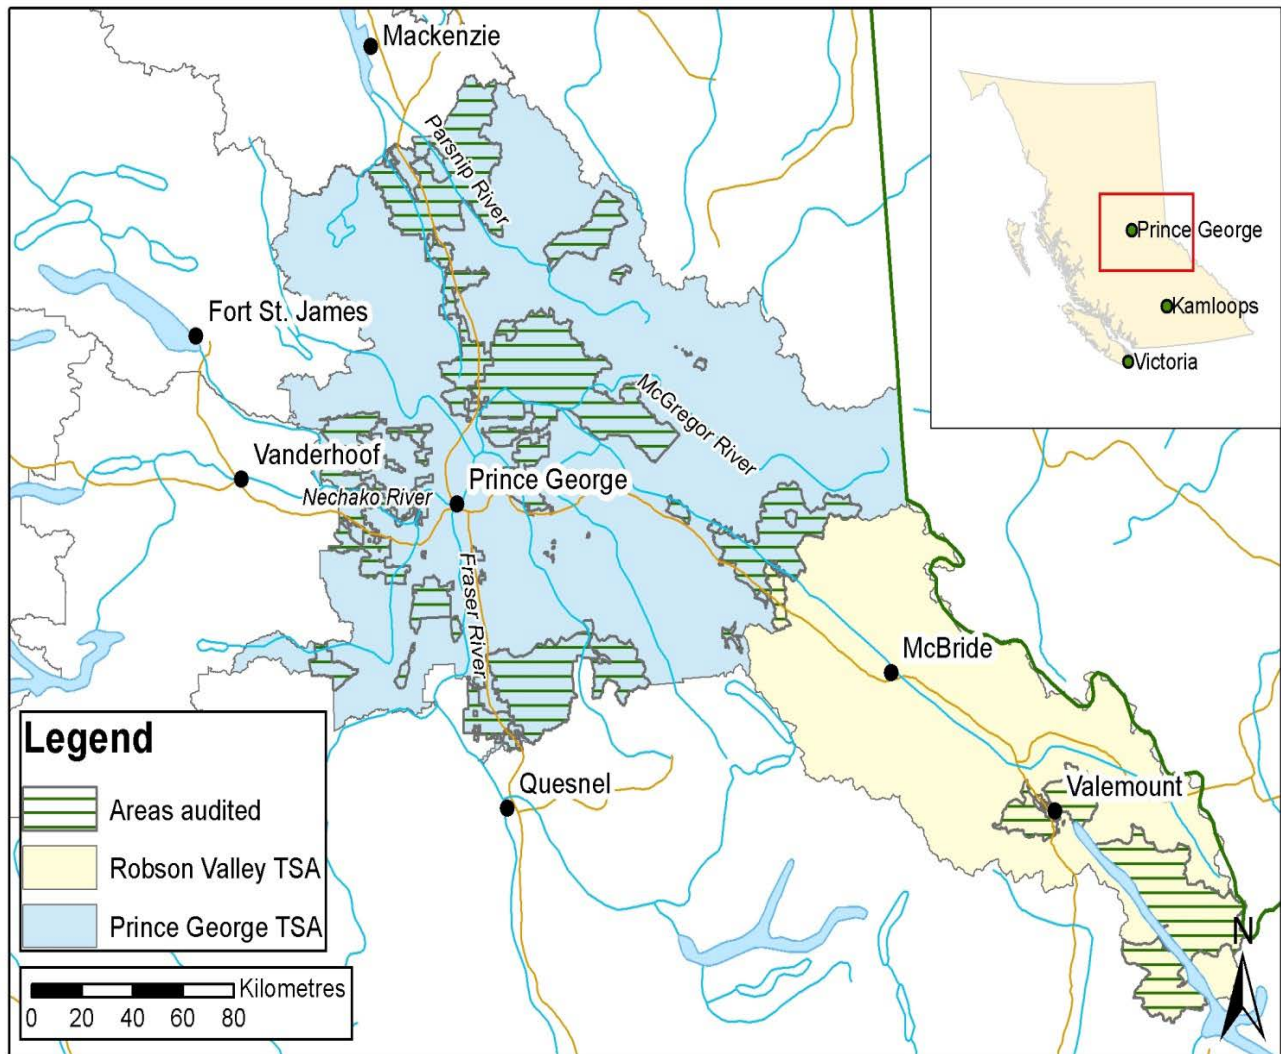 Mackenzie
Parsnip River
Prince George
Kamloops
Victoria
Fort St. James
McGregor River
Vanderhoof
Nechako River
Prince George
Fraser River
McBride
Quesnel
Valemount
Legend
Areas audited
Robson Valley TSA
Prince George TSA
N
Kilometres
0 20 40 60 80